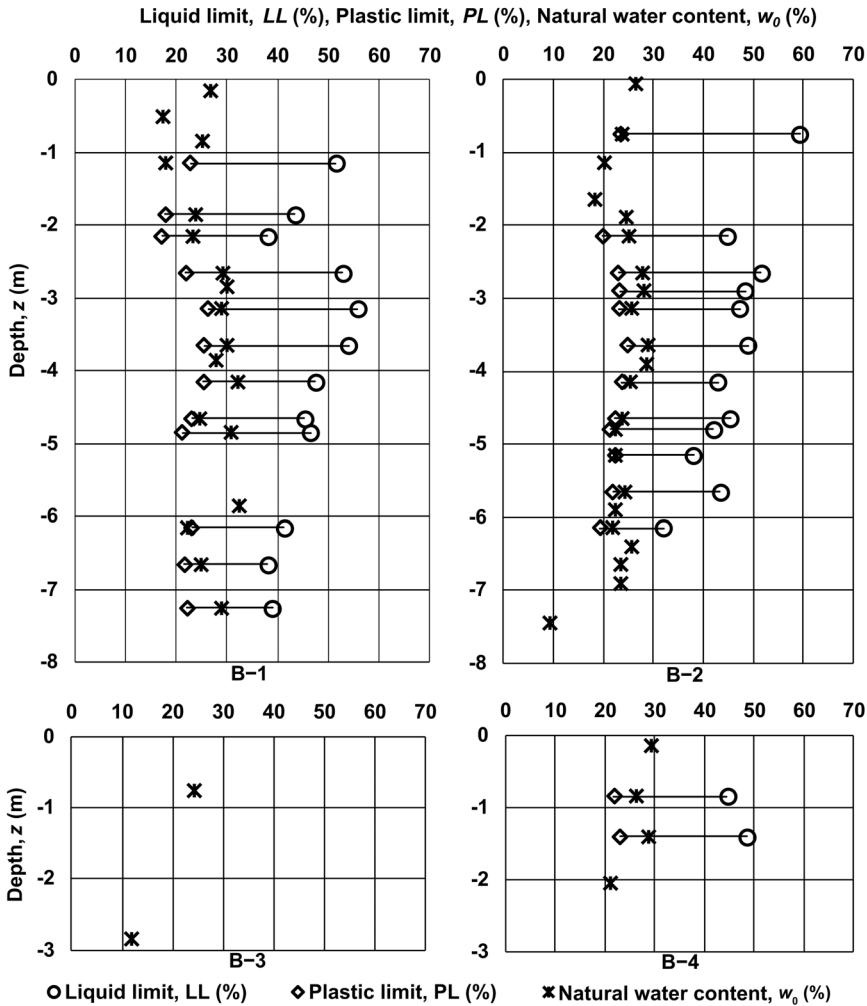 Liquid limit, LL (%), Plastic limit, PL (%), Natural water content, w₀ (%)
0 10 20 30 40 50 60 70
0 10 20 30 40 50 60 70
Depth, z (m)
0
-1
-2
-3
-4
-5
-6
-7
-8
0
-1
-2
-3
-4
-5
-6
-7
-8
B−1
B−2
0 10 20 30 40 50 60 70
0 10 20 30 40 50 60 70
Depth, z (m)
0
-1
-2
-3
0
-1
-2
-3
B−3
B−4
Liquid limit, LL (%) Plastic limit, PL (%) Natural water content, w₀ (%)